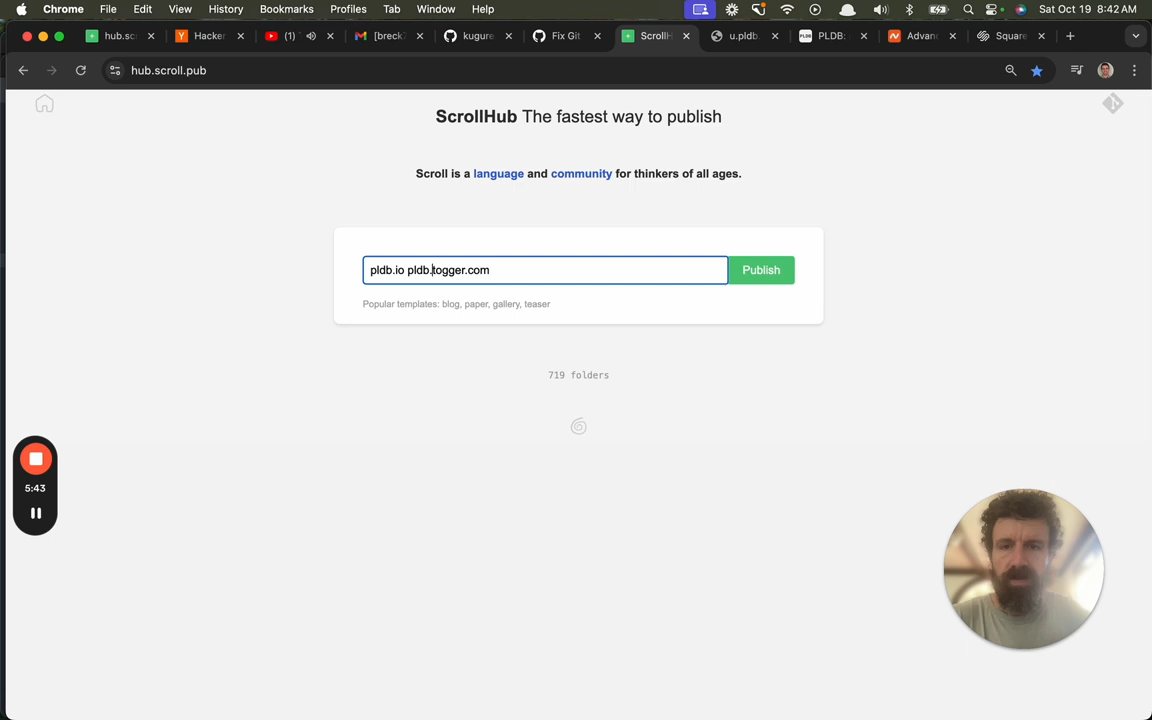 Chrome File Edit View History Bookmarks Profiles Tab Window Help Sat Oct 19 8:42 AM
hub.sc Hacker (1) [breck kugure Fix Git ScrollH u.pldb. PLDB: Advan Square
hub.scroll.pub
ScrollHub The fastest way to publish
Scroll is a language and community for thinkers of all ages.
pldb.io pldb.togger.com Publish
Popular templates: blog, paper, gallery, teaser
719 folders
5:43